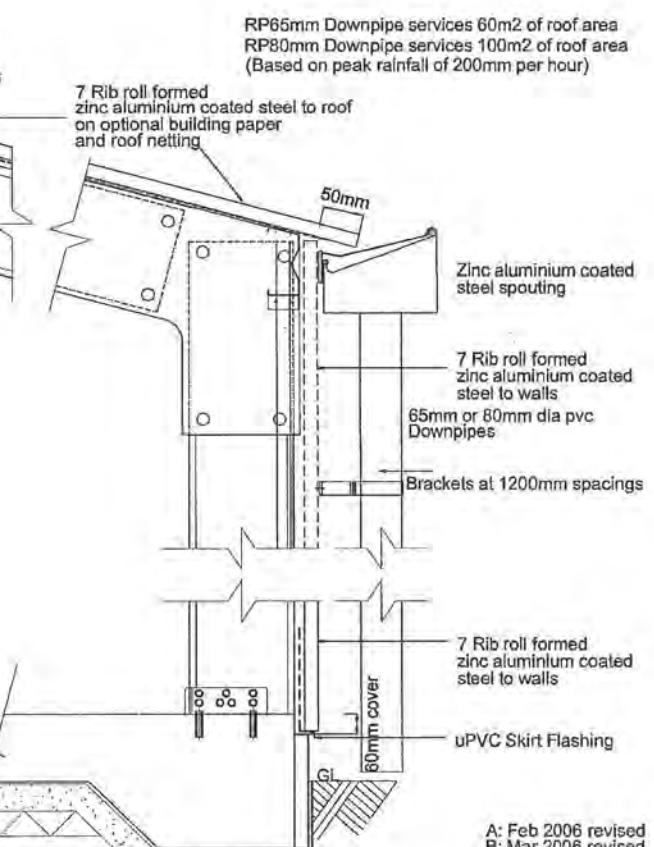 RP65mm Downpipe services 60m2 of roof area
RP80mm Downpipe services 100m2 of roof area
(Based on peak rainfall of 200mm per hour)
7 Rib roll formed
zinc aluminium coated steel to roof
on optional building paper
and roof netting
50mm
Zinc aluminium coated
steel spouting
7 Rib roll formed
zinc aluminium coated
steel to walls
65mm or 80mm dia pvc
Downpipes
Brackets at 1200mm spacings
7 Rib roll formed
zinc aluminium coated
steel to walls
60mm cover
uPVC Skirt Flashing
GL
A: Feb 2006 revised
B: Mar 2006 revised